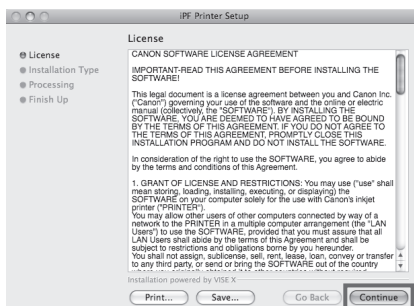 iPF Printer Setup
License
License
Installation Type
Processing
Finish Up
CANON SOFTWARE LICENSE AGREEMENT
IMPORTANT-READ THIS AGREEMENT BEFORE INSTALLING THE
SOFTWARE!
This legal document is a license agreement between you and Canon Inc.
("Canon") governing your use of the software and the online or electric
manual (collectively, the "SOFTWARE"). BY INSTALLING THE
SOFTWARE, YOU ARE DEEMED TO HAVE AGREED TO BE BOUND
BY THE TERMS OF THIS AGREEMENT. IF YOU DO NOT AGREE TO
THE TERMS OF THIS AGREEMENT, PROMPTLY CLOSE THIS
INSTALLATION PROGRAM AND DO NOT INSTALL THE SOFTWARE.
In consideration of the right to use the SOFTWARE, you agree to abide
by the terms and conditions of this Agreement.
1. GRANT OF LICENSE AND RESTRICTIONS: You may use ("use" shall
mean storing, loading, installing, executing, or displaying) the
SOFTWARE on your computer solely for the use with Canon's inkjet
printer ("PRINTER").
You may allow other users of other computers connected by way of a
network to the PRINTER in a multiple computer arrangement (the "LAN
Users") to use the SOFTWARE, provided that you must assure that all
LAN Users shall abide by the terms of this Agreement and shall be
subject to restrictions and obligations borne by you hereunder.
You shall not assign, sublicense, sell, rent, lease, loan, convey or transfer
to any third party, or send or bring the SOFTWARE out of the country
Installation powered by VISE X
Print...
Save...
Go Back
Continue